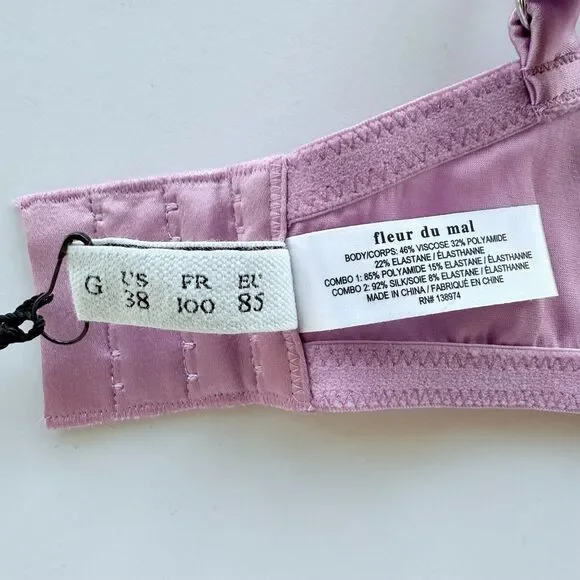 G US FR EU
38 100 85
fleur du mal
BODY/CORPS: 46% VISCOSE 32% POLYAMIDE
22% ELASTANE / ÉLASTHANNE
COMBO 1: 85% POLYAMIDE 15% ELASTANE / ÉLASTHANNE
COMBO 2: 92% SILK/SOIE 8% ELASTANE / ÉLASTHANNE
MADE IN CHINA / FABRIQUÉ EN CHINE
RN# 138974